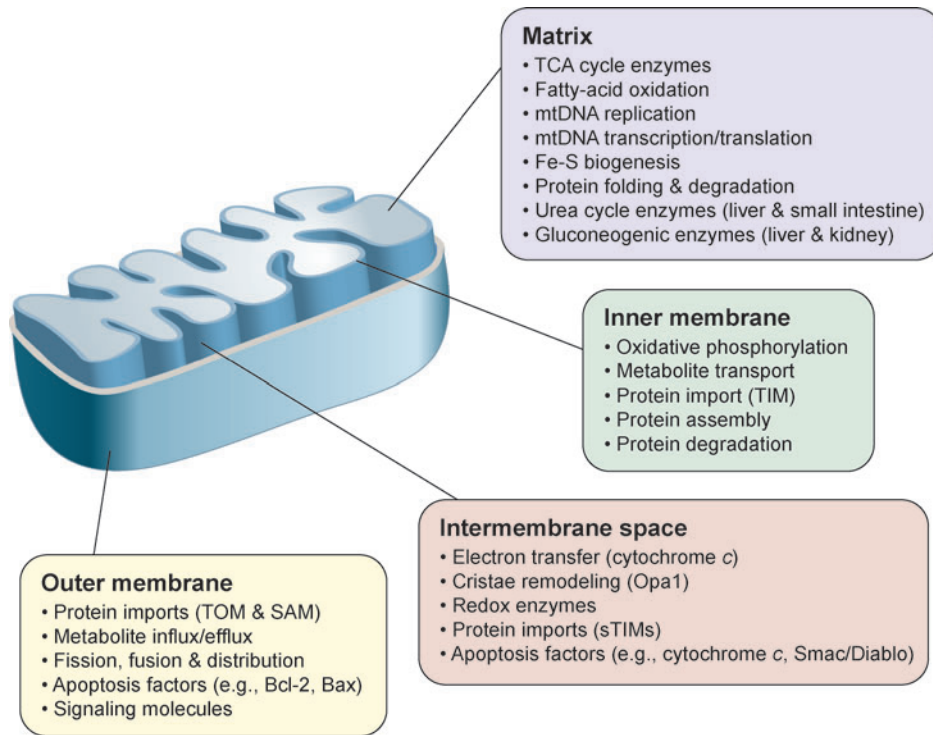 Matrix
• TCA cycle enzymes
• Fatty-acid oxidation
• mtDNA replication
• mtDNA transcription/translation
• Fe-S biogenesis
• Protein folding & degradation
• Urea cycle enzymes (liver & small intestine)
• Gluconeogenic enzymes (liver & kidney)
Inner membrane
• Oxidative phosphorylation
• Metabolite transport
• Protein import (TIM)
• Protein assembly
• Protein degradation
Intermembrane space
• Electron transfer (cytochrome c)
• Cristae remodeling (Opa1)
• Redox enzymes
• Protein imports (sTIMs)
• Apoptosis factors (e.g., cytochrome c, Smac/Diablo)
Outer membrane
• Protein imports (TOM & SAM)
• Metabolite influx/efflux
• Fission, fusion & distribution
• Apoptosis factors (e.g., Bcl-2, Bax)
• Signaling molecules